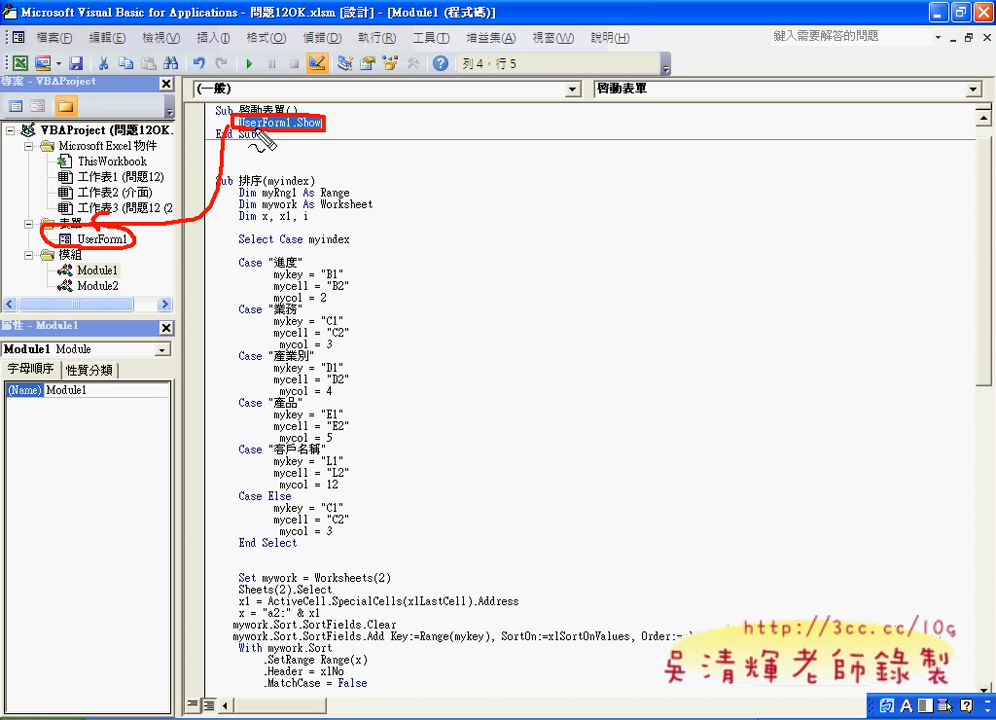 Microsoft Visual Basic for Applications - 問題12OK.xlsm [設計] - [Module1 (程式碼)]
檔案(F) 編輯(E) 檢視(V) 插入(I) 格式(O) 偵錯(D) 執行(R) 工具(T) 增益集(A) 視窗(W) 說明(H) 鍵入需要解答的問題
列 4，行 5
專案 - VBAProject
(一般) 啓動表單
VBAProject (問題12OK.
Microsoft Excel 物件
ThisWorkbook
工作表1 (問題12)
工作表2 (介面)
工作表3 (問題12 (2
表單
UserForm1
模組
Module1
Module2
屬性 - Module1
Module1 Module
字母順序 性質分類
(Name) Module1
Sub 啓動表單()
UserForm1.Show
End Sub
Sub 排序(myindex)
Dim myRng1 As Range
Dim mywork As Worksheet
Dim x, x1, i
Select Case myindex
Case "進度"
mykey = "B1"
mycell = "B2"
mycol = 2
Case "業務"
mykey = "C1"
mycell = "C2"
mycol = 3
Case "產業別"
mykey = "D1"
mycell = "D2"
mycol = 4
Case "產品"
mykey = "E1"
mycell = "E2"
mycol = 5
Case "客戶名稱"
mykey = "L1"
mycell = "L2"
mycol = 12
Case Else
mykey = "C1"
mycell = "C2"
mycol = 3
End Select
Set mywork = Worksheets(2)
Sheets(2).Select
x1 = ActiveCell.SpecialCells(xlLastCell).Address
x = "a2:" & x1
mywork.Sort.SortFields.Clear
mywork.Sort.SortFields.Add Key:=Range(mykey), SortOn:=xlSortOnValues, Order:=
With mywork.Sort
.SetRange Range(x)
.Header = xlNo
.MatchCase = False
http://3cc.cc/10g
吳清輝老師錄製